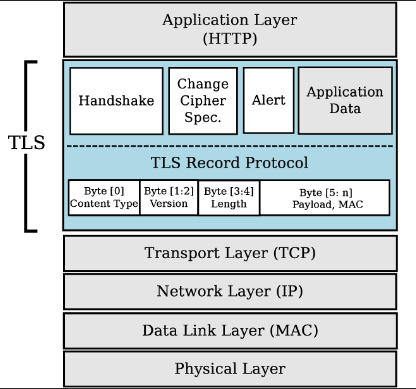 Application Layer
(HTTP)
TLS
Handshake
Change
Cipher
Spec.
Alert
Application
Data
TLS Record Protocol
Byte [0]
Content Type
Byte [1:2]
Version
Byte [3:4]
Length
Byte [5: n]
Payload, MAC
Transport Layer (TCP)
Network Layer (IP)
Data Link Layer (MAC)
Physical Layer